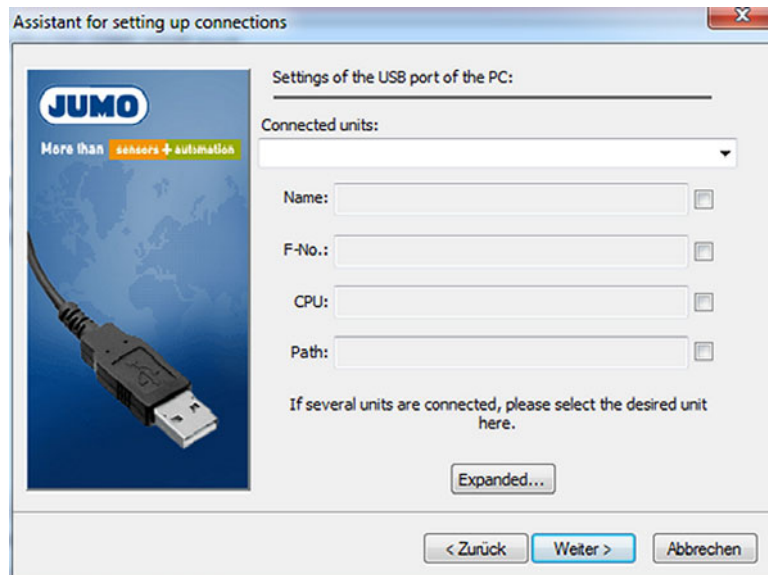 Assistant for setting up connections
Settings of the USB port of the PC:
JUMO
More than sensors + automation
Connected units:
Name:
F-No.:
CPU:
Path:
If several units are connected, please select the desired unit
here.
Expanded...
< Zurück Weiter > Abbrechen